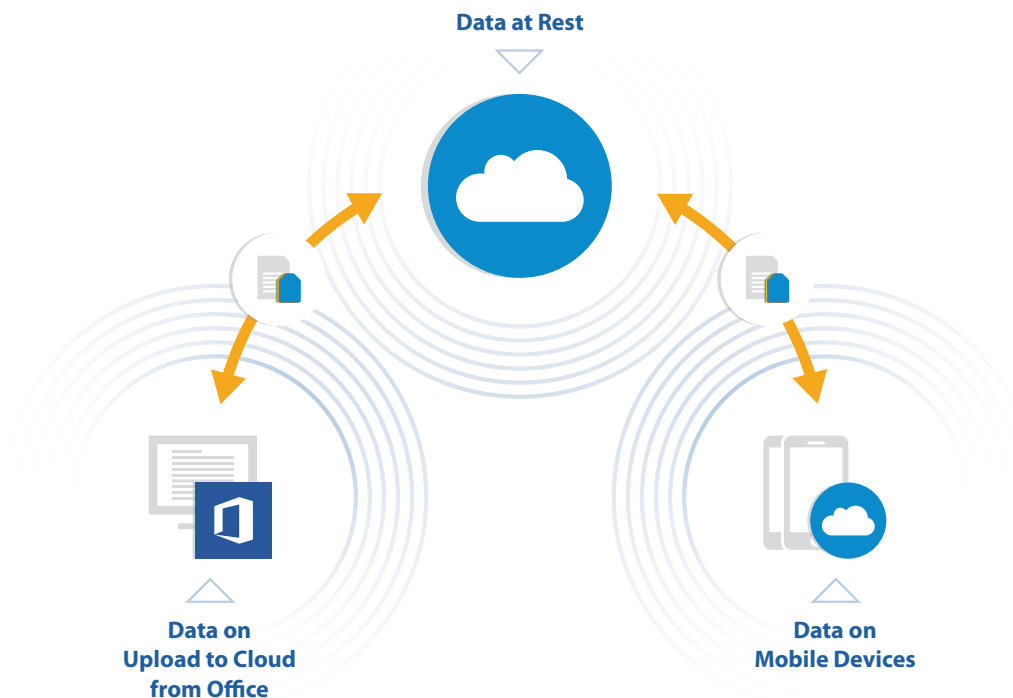 Data at Rest
Data on
Upload to Cloud
from Office
Data on
Mobile Devices